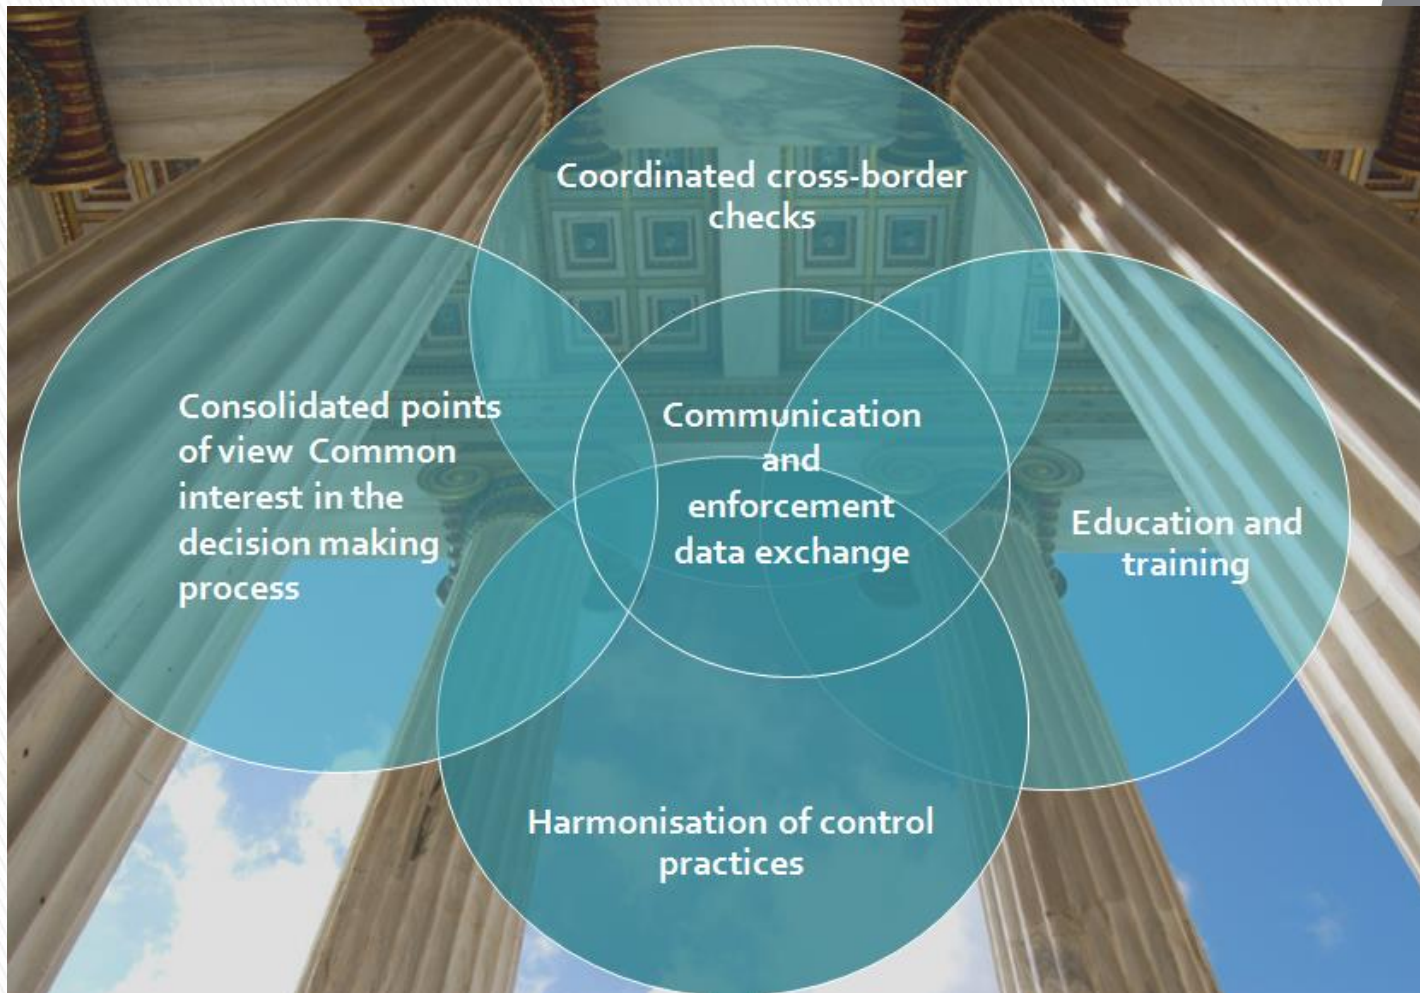 Coordinated cross-border
checks
Consolidated points
of view  Common
interest in the
decision making
process
Communication
and
enforcement
data exchange
Education and
training
Harmonisation of control
practices